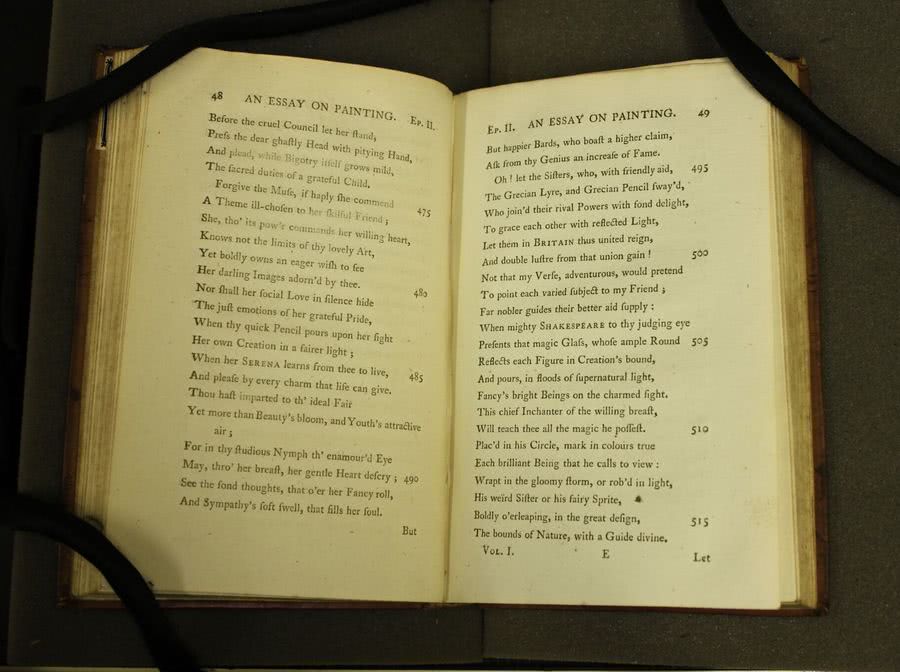 48 AN ESSAY ON PAINTING. Ep. II.
Before the cruel Council let her ſtand,
Preſs the dear ghaſtly Head with pitying Hand,
And plead, while Bigotry itſelf grows mild,
The ſacred duties of a grateful Child.
Forgive the Muſe, if haply ſhe commend
A Theme ill-choſen to her ſkilful Friend; 475
She, tho' its pow'r commands her willing heart,
Knows not the limits of thy lovely Art,
Yet boldly owns an eager wiſh to ſee
Her darling Images adorn'd by thee.
Nor ſhall her ſocial Love in ſilence hide 480
The juſt emotions of her grateful Pride,
When thy quick Pencil pours upon her ſight
Her own Creation in a fairer light;
When her SERENA learns from thee to live,
And pleaſe by every charm that life can give. 485
Thou haſt imparted to th' ideal Fair
Yet more than Beauty's bloom, and Youth's attractive
air;
For in thy ſtudious Nymph th' enamour'd Eye
May, thro' her breaſt, her gentle Heart deſcry; 490
See the fond thoughts, that o'er her Fancy roll,
And Sympathy's ſoft ſwell, that fills her ſoul.
But
Ep. II. AN ESSAY ON PAINTING. 49
But happier Bards, who boaſt a higher claim,
Aſk from thy Genius an increaſe of Fame.
Oh! let the Siſters, who, with friendly aid, 495
The Grecian Lyre, and Grecian Pencil ſway'd,
Who join'd their rival Powers with fond delight,
To grace each other with reflected Light,
Let them in BRITAIN thus united reign,
And double luſtre from that union gain! 500
Not that my Verſe, adventurous, would pretend
To point each varied ſubject to my Friend;
Far nobler guides their better aid ſupply:
When mighty SHAKESPEARE to thy judging eye
Preſents that magic Glaſs, whoſe ample Round 505
Reflects each Figure in Creation's bound,
And pours, in floods of ſupernatural light,
Fancy's bright Beings on the charmed ſight.
This chief Inchanter of the willing breaſt,
Will teach thee all the magic he poſſeſt. 510
Plac'd in his Circle, mark in colours true
Each brilliant Being that he calls to view:
Wrapt in the gloomy ſtorm, or rob'd in light,
His weïrd Siſter or his fairy Sprite,
Boldly o'erleaping, in the great deſign, 515
The bounds of Nature, with a Guide divine.
Vol. I. E Let